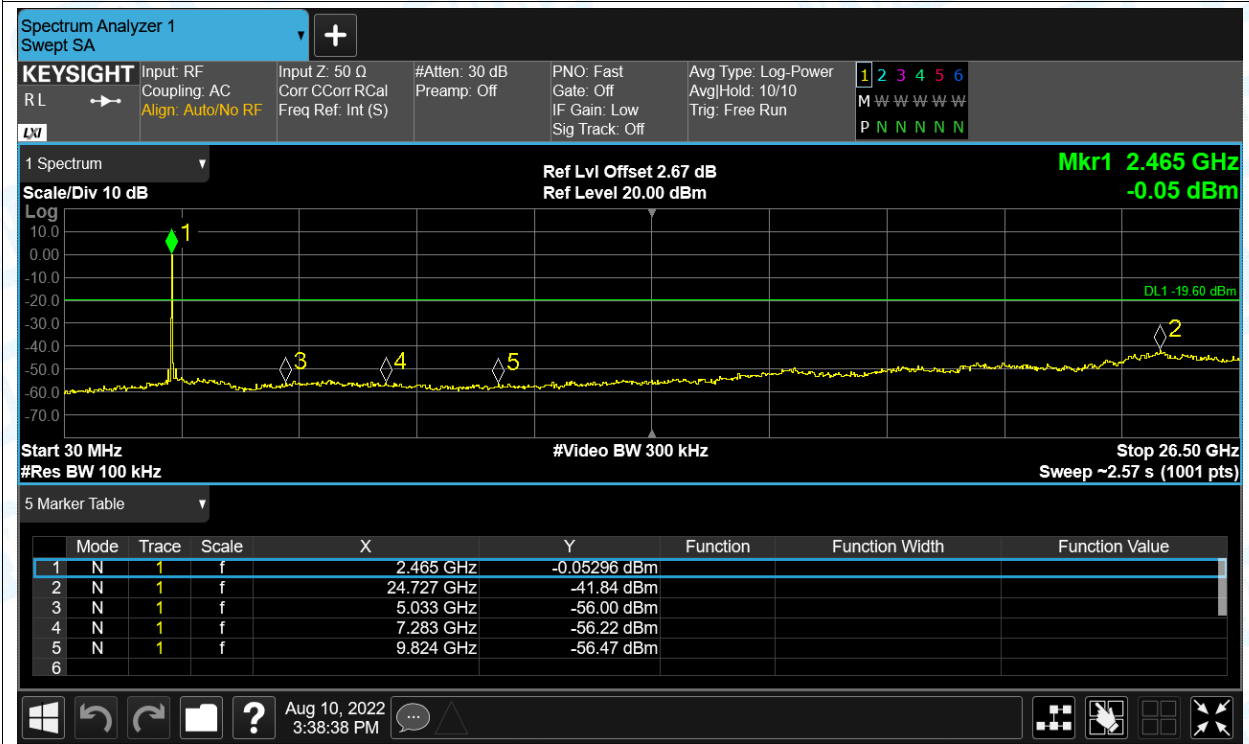 Spectrum Analyzer 1
Swept SA
+
KEYSIGHT
R L
LXI
Input: RF
Coupling: AC
Align: Auto/No RF
Input Z: 50 Ω
Corr CCorr RCal
Freq Ref: Int (S)
#Atten: 30 dB
Preamp: Off
PNO: Fast
Gate: Off
IF Gain: Low
Sig Track: Off
Avg Type: Log-Power
Avg|Hold: 10/10
Trig: Free Run
1 2 3 4 5 6
M W W W W W
P N N N N N
1 Spectrum
Scale/Div 10 dB
Ref Lvl Offset 2.67 dB
Ref Level 20.00 dBm
Mkr1 2.465 GHz
-0.05 dBm
Log
10.0
0.00
-10.0
-20.0
-30.0
-40.0
-50.0
-60.0
-70.0
1
DL1 -19.60 dBm
2
3
4
5
Start 30 MHz
#Video BW 300 kHz
Stop 26.50 GHz
#Res BW 100 kHz
Sweep ~2.57 s (1001 pts)
5 Marker Table
Mode Trace Scale X Y Function Function Width Function Value
1 N 1 f 2.465 GHz -0.05296 dBm
2 N 1 f 24.727 GHz -41.84 dBm
3 N 1 f 5.033 GHz -56.00 dBm
4 N 1 f 7.283 GHz -56.22 dBm
5 N 1 f 9.824 GHz -56.47 dBm
6
?
Aug 10, 2022
3:38:38 PM